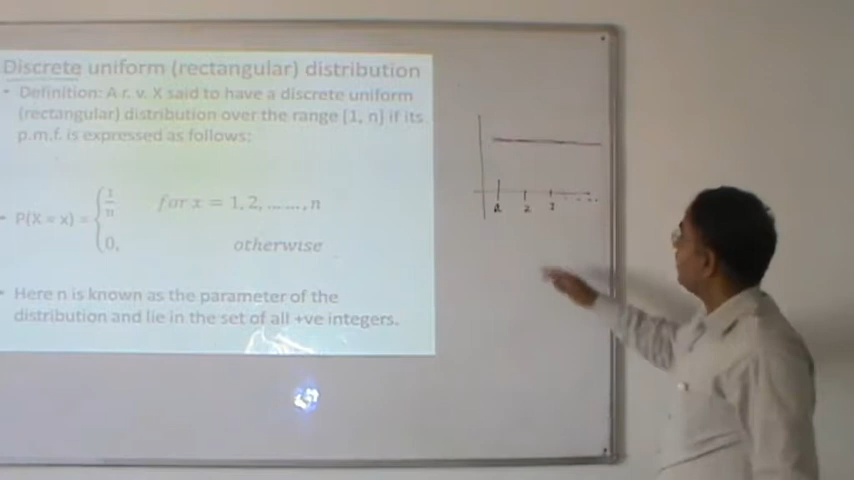 Discrete uniform (rectangular) distribution
• Definition: A r. v. X said to have a discrete uniform
(rectangular) distribution over the range [1, n] if its
p.m.f. is expressed as follows:
• P(X = x) = { 1/n for x = 1, 2, ... ..., n
0, otherwise
• Here n is known as the parameter of the
distribution and lie in the set of all +ve integers.
2 3